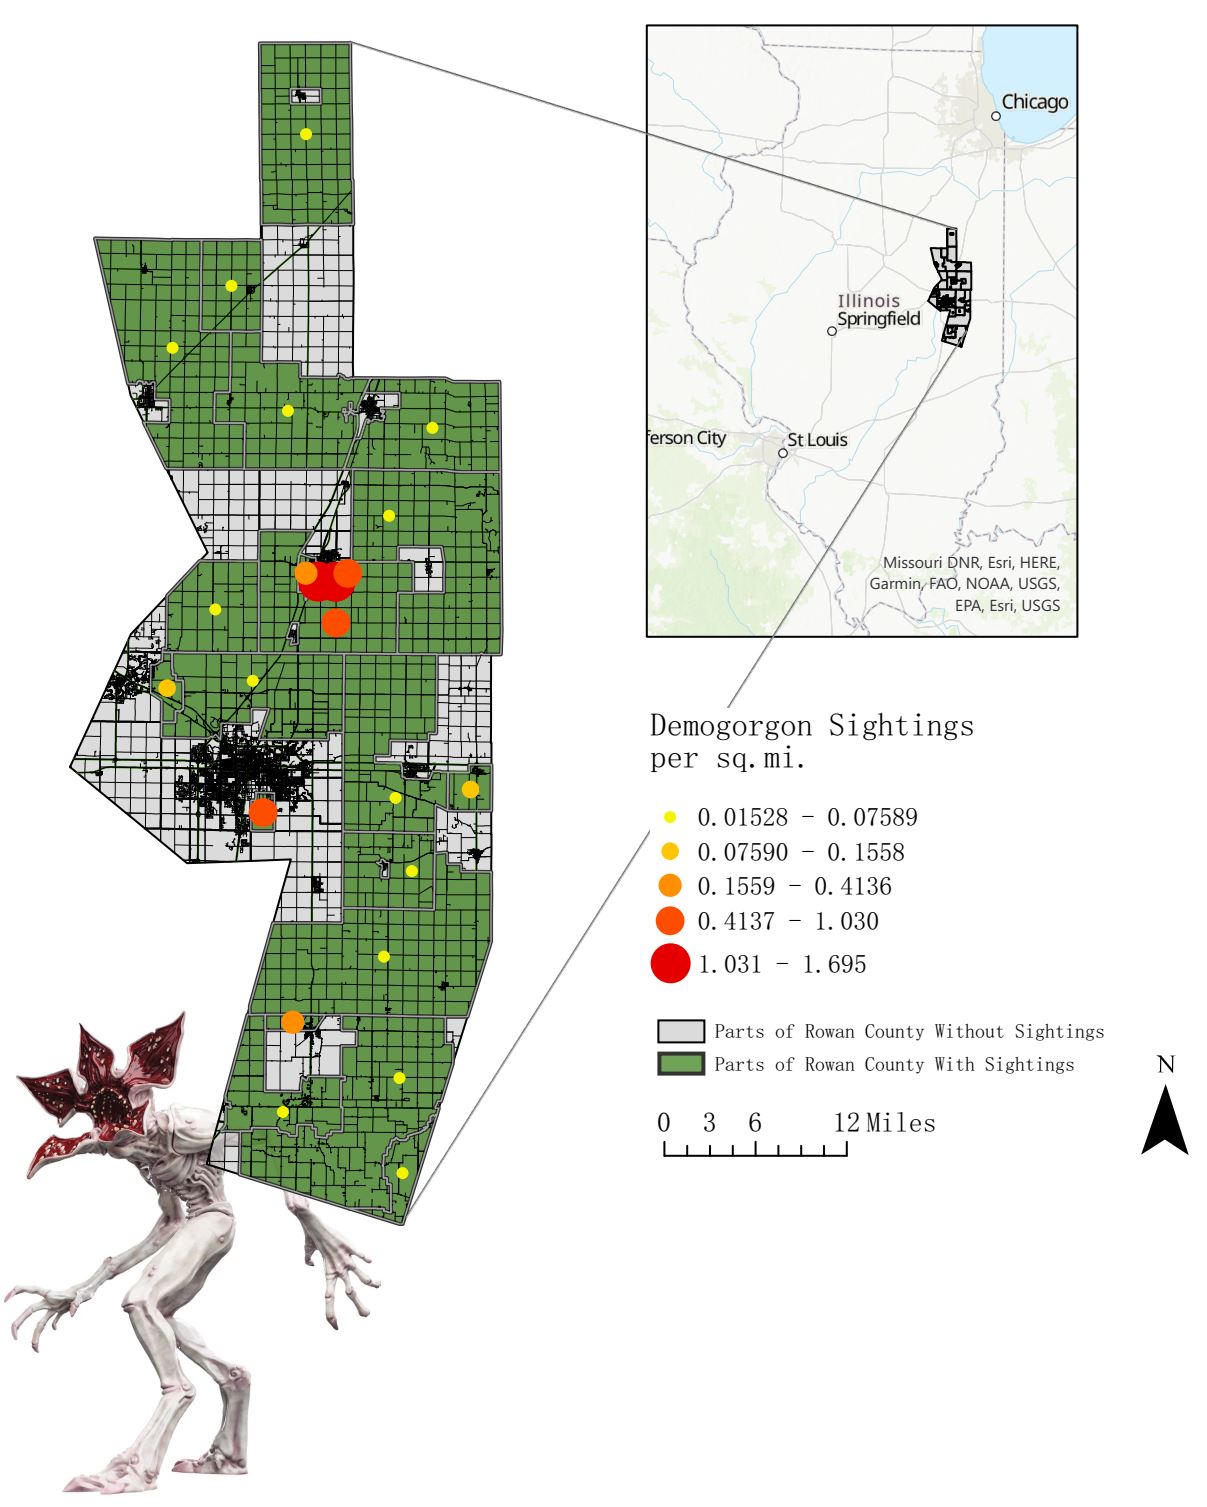 Chicago
Illinois
Springfield
ferson City
St Louis
Missouri DNR, Esri, HERE,
Garmin, FAO, NOAA, USGS,
EPA, Esri, USGS
Demogorgon Sightings
per sq.mi.
0.01528 - 0.07589
0.07590 - 0.1558
0.1559 - 0.4136
0.4137 - 1.030
1.031 - 1.695
Parts of Rowan County Without Sightings
Parts of Rowan County With Sightings
N
0 3 6 12 Miles